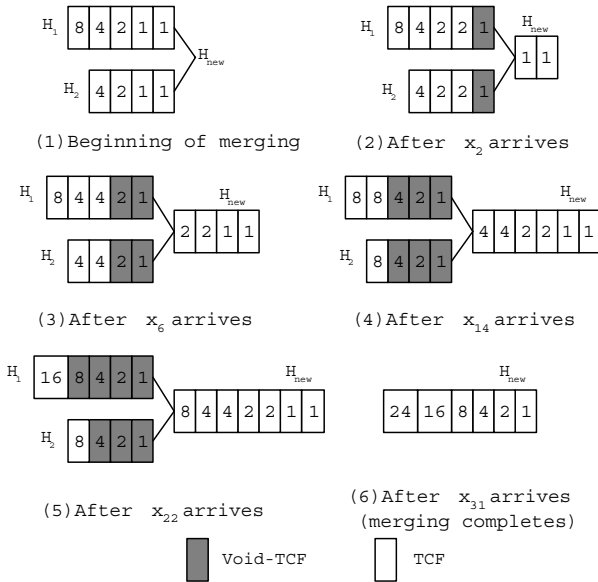 H1 8 4 2 1 1
Hnew
H2 4 2 1 1
(1)Beginning of merging
H1 8 4 2 2 1
Hnew
1 1
H2 4 2 2 1
(2)After x2 arrives
H1 8 4 4 2 1
Hnew
2 2 1 1
H2 4 4 2 1
(3)After x6 arrives
H1 8 8 4 2 1
Hnew
4 4 2 2 1 1
H2 8 4 2 1
(4)After x14 arrives
H1 16 8 4 2 1
Hnew
8 4 4 2 2 1 1
H2 8 4 2 1
(5)After x22 arrives
Hnew
24 16 8 4 2 1
(6)After x31 arrives
(merging completes)
Void-TCF
TCF